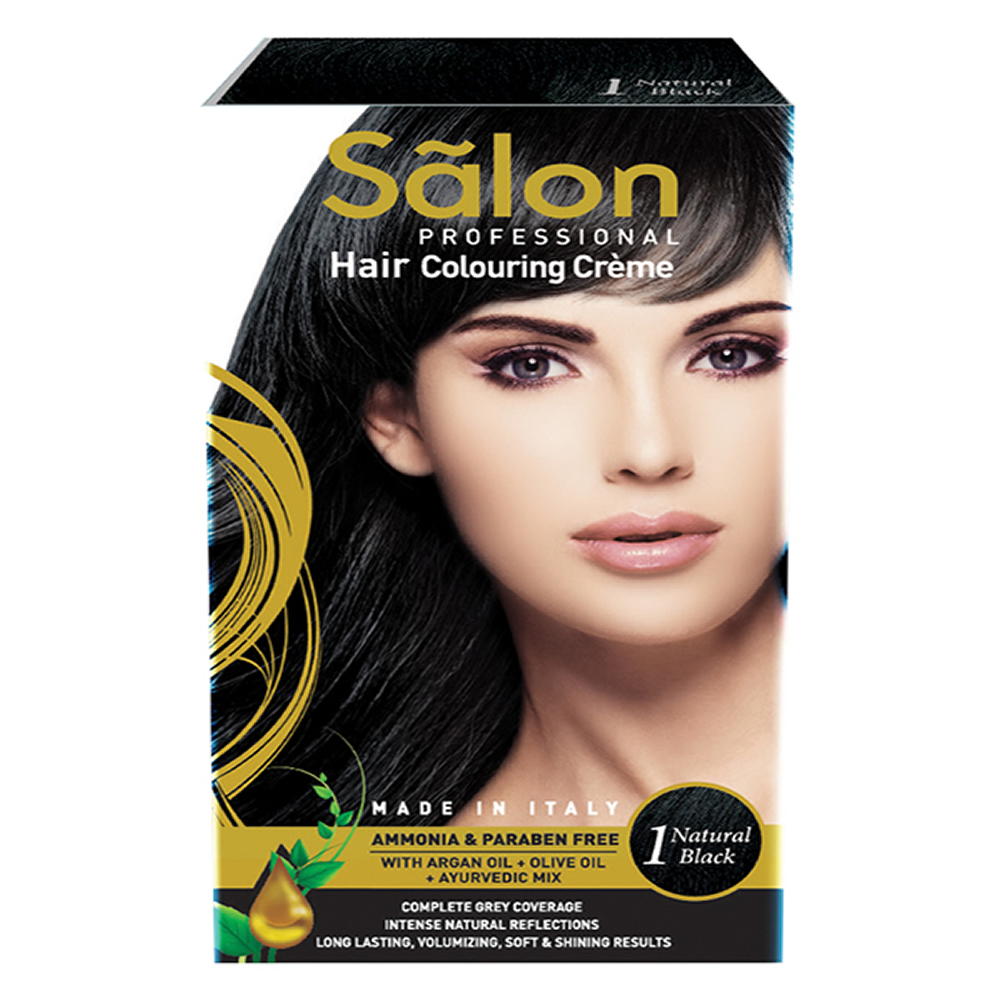 1 Natural
Black
Sãlon
PROFESSIONAL
Hair Colouring Crème
MADE IN ITALY
AMMONIA & PARABEN FREE
WITH ARGAN OIL + OLIVE OIL
+ AYURVEDIC MIX
1 Natural
Black
COMPLETE GREY COVERAGE
INTENSE NATURAL REFLECTIONS
LONG LASTING, VOLUMIZING, SOFT & SHINING RESULTS